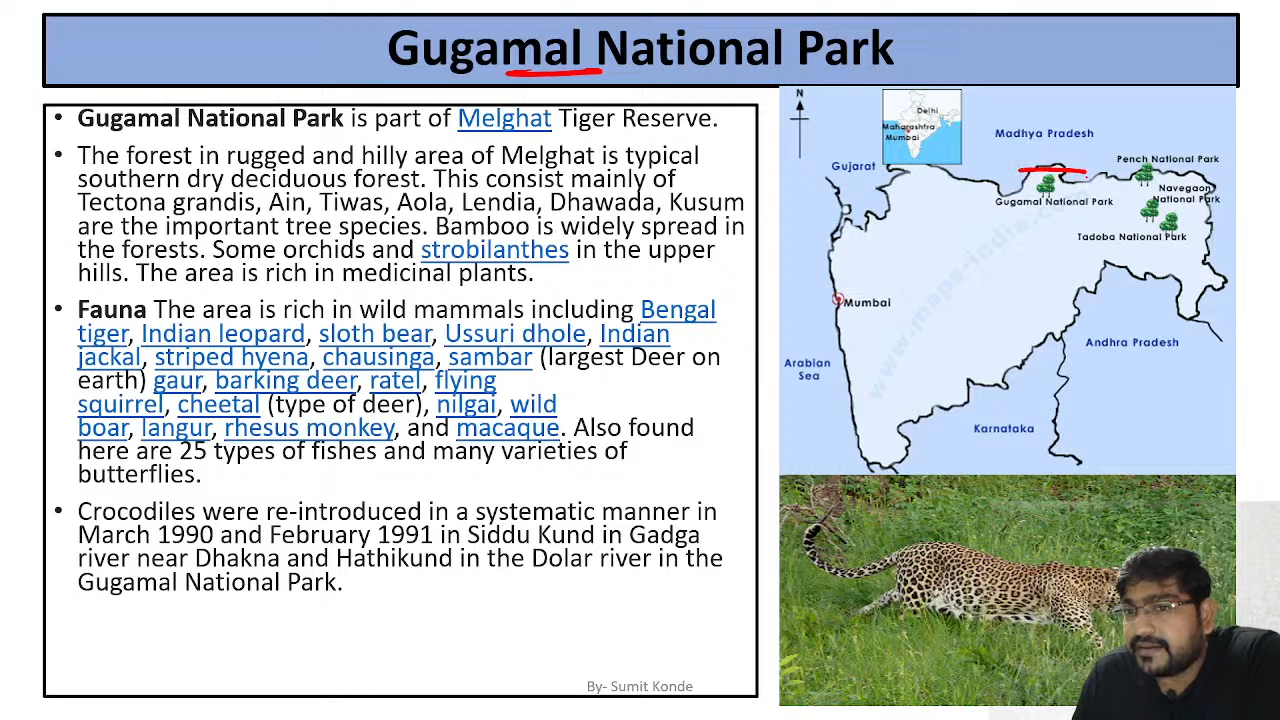 Gugamal National Park
• Gugamal National Park is part of Melghat Tiger Reserve.
• The forest in rugged and hilly area of Melghat is typical
southern dry deciduous forest. This consist mainly of
Tectona grandis, Ain, Tiwas, Aola, Lendia, Dhawada, Kusum
are the important tree species. Bamboo is widely spread in
the forests. Some orchids and strobilanthes in the upper
hills. The area is rich in medicinal plants.
• Fauna The area is rich in wild mammals including Bengal
tiger, Indian leopard, sloth bear, Ussuri dhole, Indian
jackal, striped hyena, chausinga, sambar (largest Deer on
earth) gaur, barking deer, ratel, flying
squirrel, cheetal (type of deer), nilgai, wild
boar, langur, rhesus monkey, and macaque. Also found
here are 25 types of fishes and many varieties of
butterflies.
• Crocodiles were re-introduced in a systematic manner in
March 1990 and February 1991 in Siddu Kund in Gadga
river near Dhakna and Hathikund in the Dolar river in the
Gugamal National Park.
By- Sumit Konde
N
Delhi
Maharashtra
Mumbai
Madhya Pradesh
Gujarat
Pench National Park
Gugamal National Park
Navegaon
National Park
Tadoba National Park
Mumbai
Arabian
Sea
Andhra Pradesh
Karnataka
www.maps-india.com